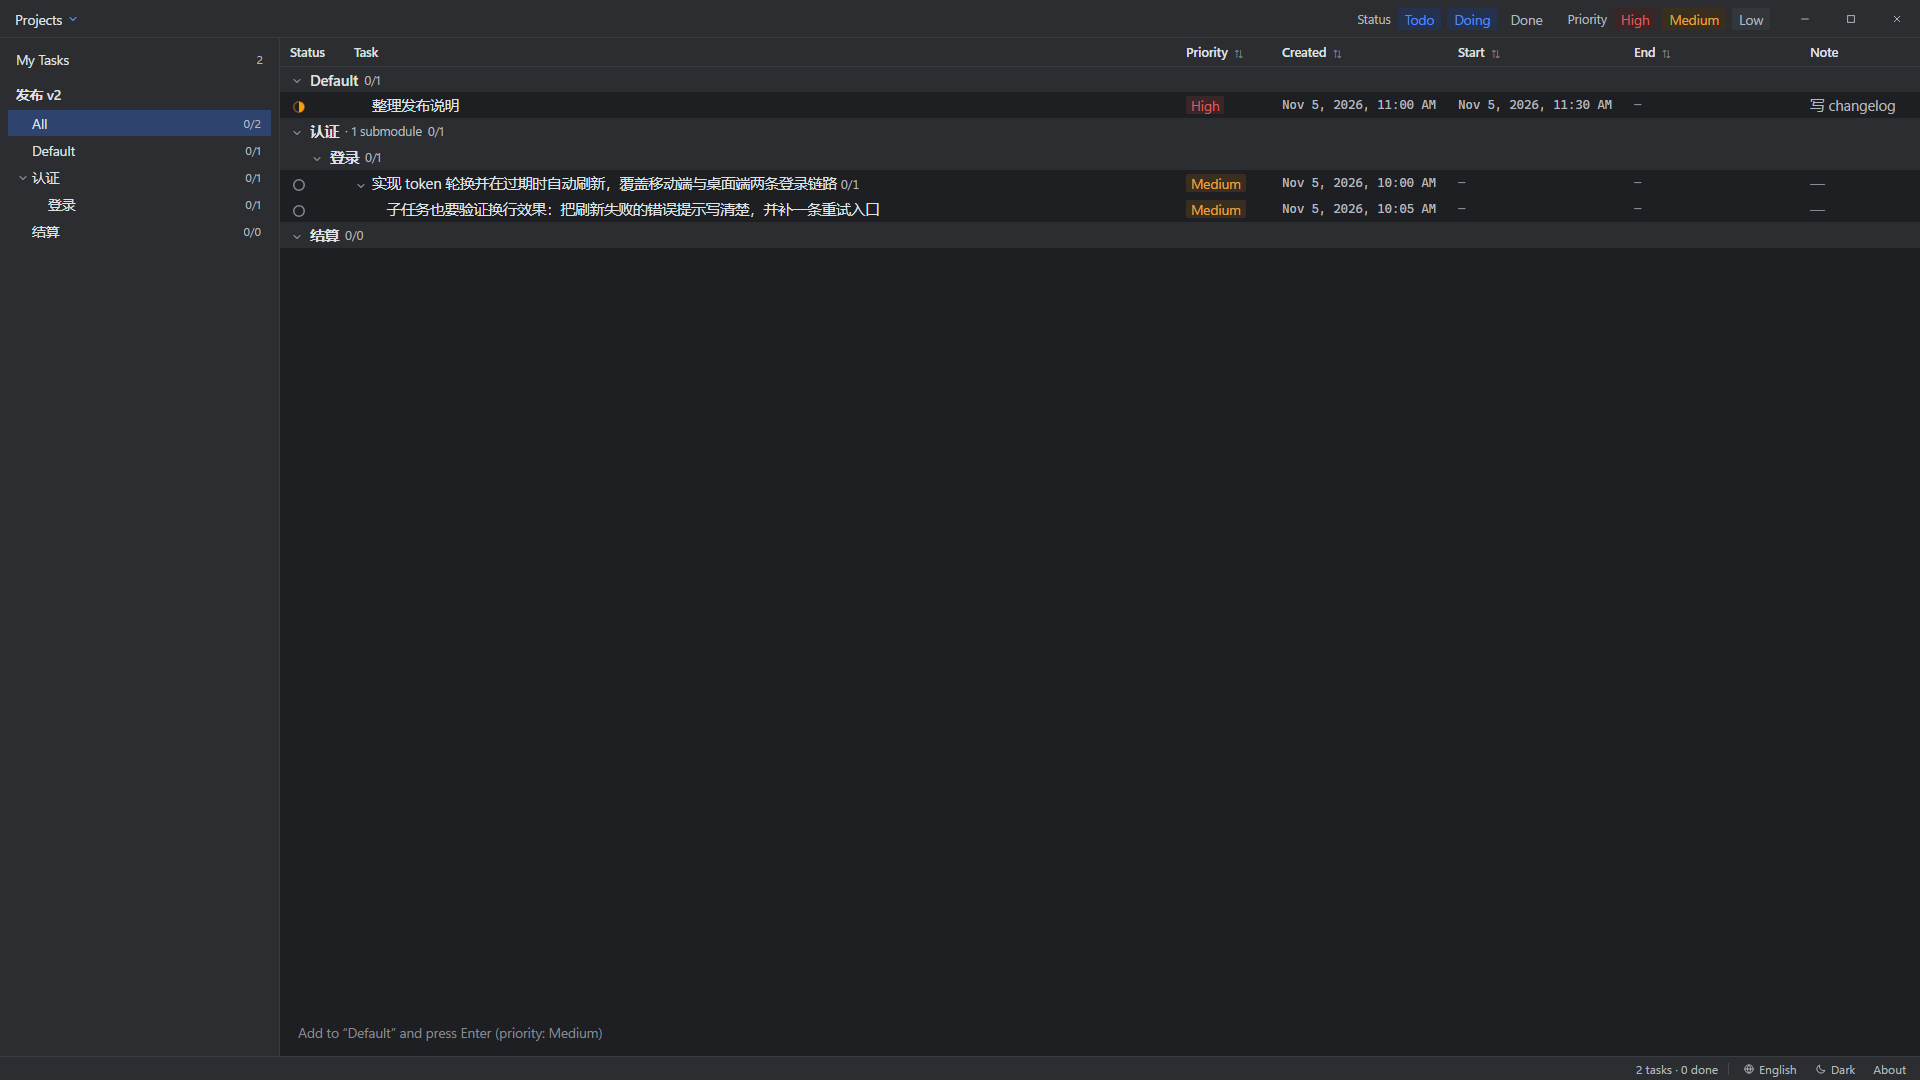 Projects Status Todo Doing Done Priority High Medium Low
My Tasks 2
发布 v2
All 0/2
Default 0/1
认证 0/1
登录 0/1
结算 0/0
Status Task Priority Created Start End Note
Default 0/1
整理发布说明 High Nov 5, 2026, 11:00 AM Nov 5, 2026, 11:30 AM — 写 changelog
认证 · 1 submodule 0/1
登录 0/1
实现 token 轮换并在过期时自动刷新，覆盖移动端与桌面端两条登录链路 0/1 Medium Nov 5, 2026, 10:00 AM — — —
子任务也要验证换行效果：把刷新失败的错误提示写清楚，并补一条重试入口 Medium Nov 5, 2026, 10:05 AM — — —
结算 0/0
Add to “Default” and press Enter (priority: Medium)
2 tasks · 0 done English Dark About